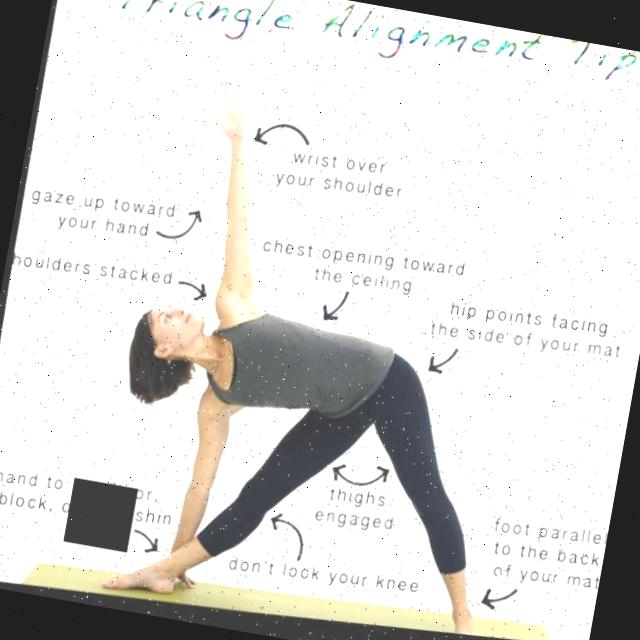 Triangle Alignment Tip
wrist over
your shoulder
gaze up toward
your hand
chest opening toward
the ceiling
houlders stacked
hip points facing
the side of your mat
hand to
block,
shin
thighs
engaged
don't lock your knee
foot parallel
to the back
of your mat